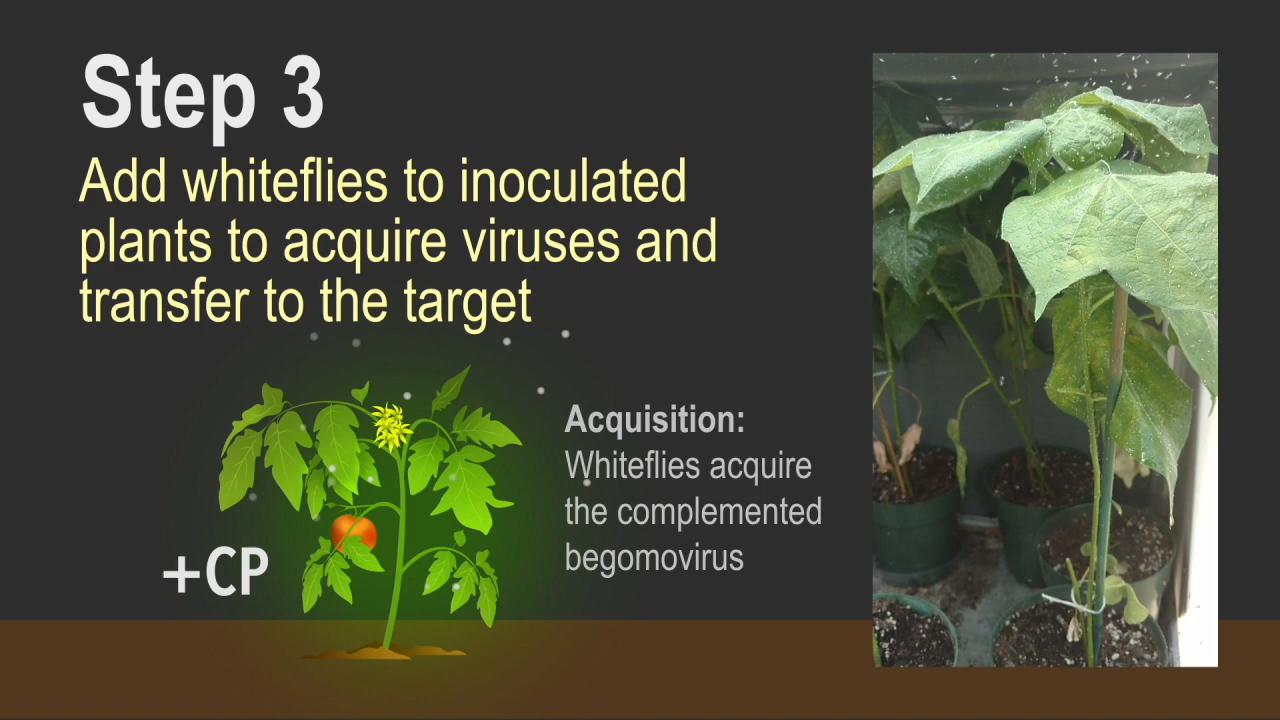 Step 3
Add whiteflies to inoculated
plants to acquire viruses and
transfer to the target
Acquisition:
Whiteflies acquire
the complemented
begomovirus
+CP